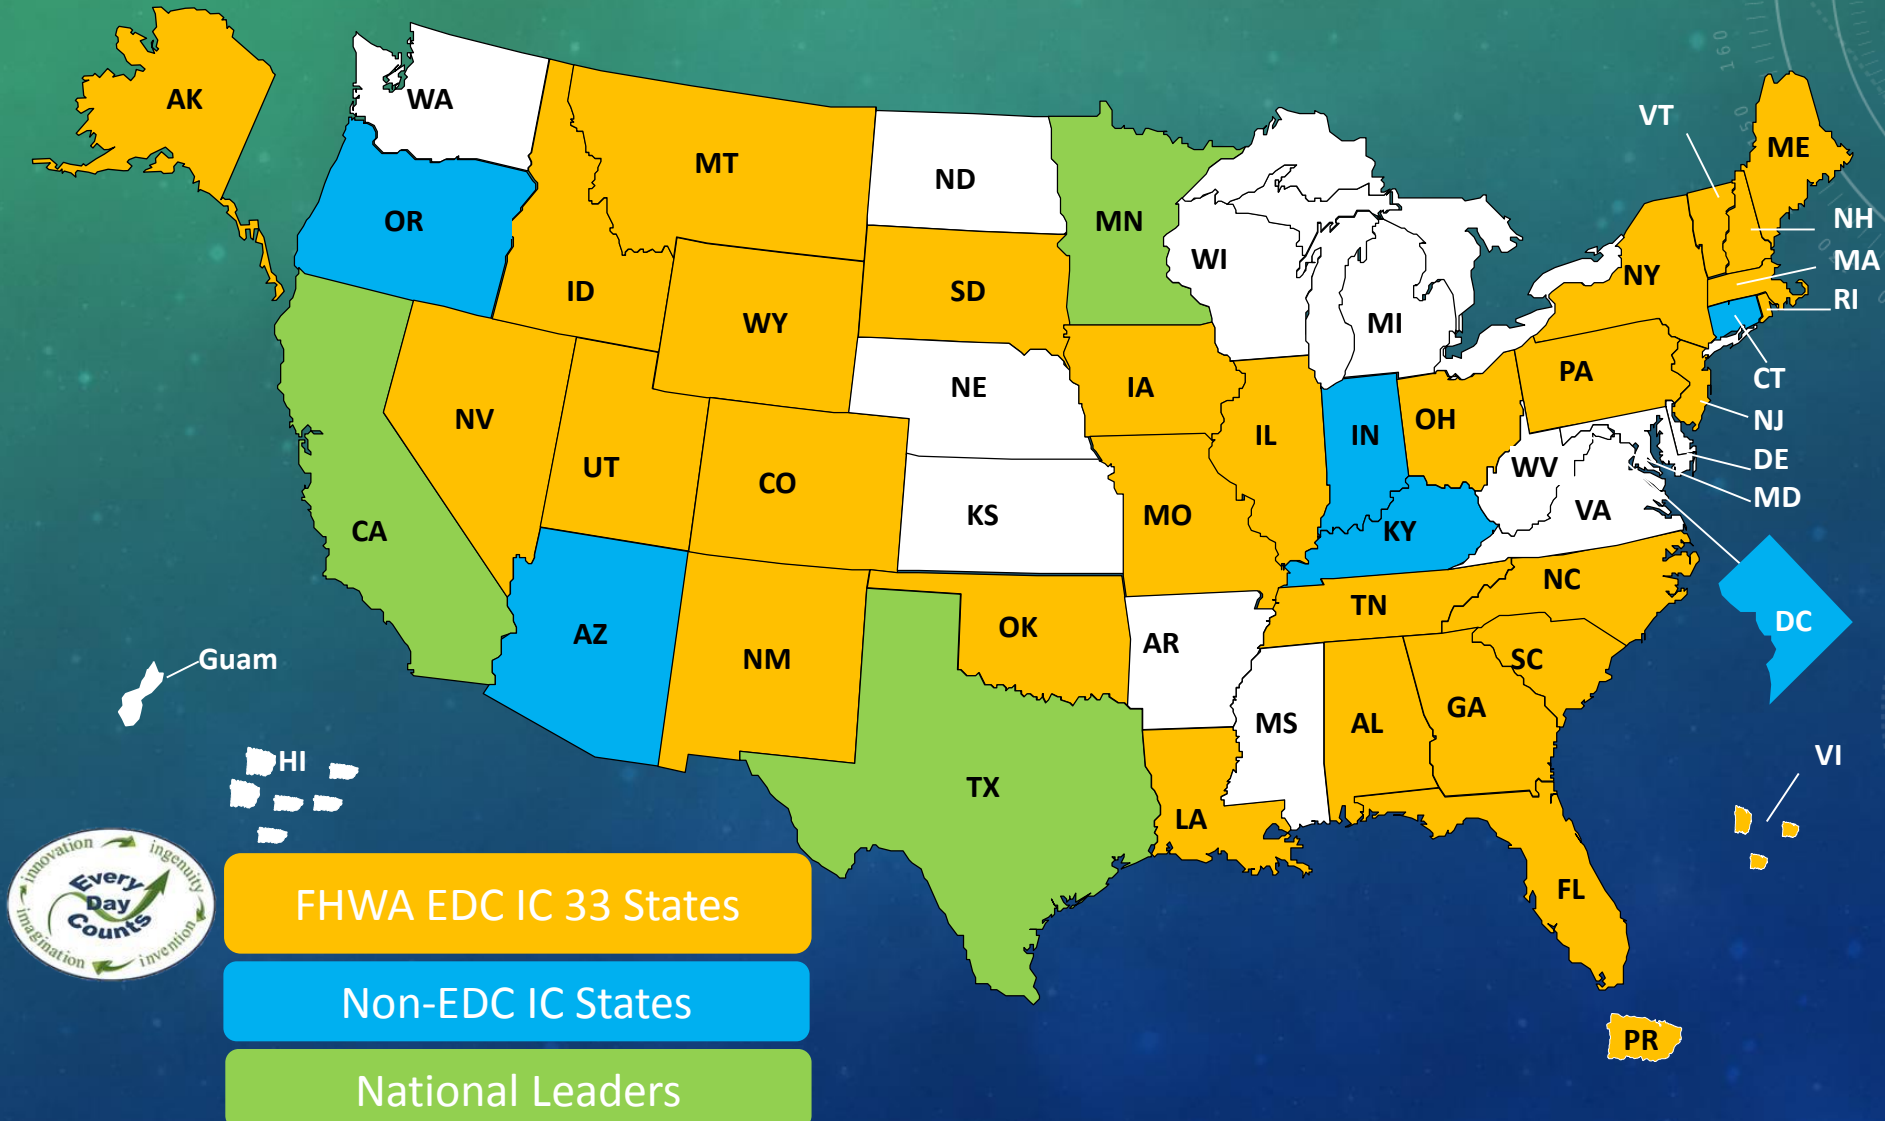 160
50
AK
WA
VT
ME
MT
ND
OR
MN
NH
WI
MA
NY
ID
SD
RI
WY
MI
PA
CT
NE
IA
NV
OH
NJ
IL
IN
UT
DE
WV
CO
MD
KS
MO
VA
CA
KY
NC
TN
DC
AZ
OK
AR
Guam
NM
SC
GA
MS
AL
VI
HI
TX
LA
innovation
ingenuity
Every
Day
Counts
imagination
invention
FL
FHWA EDC IC 33 States
Non-EDC IC States
PR
National Leaders